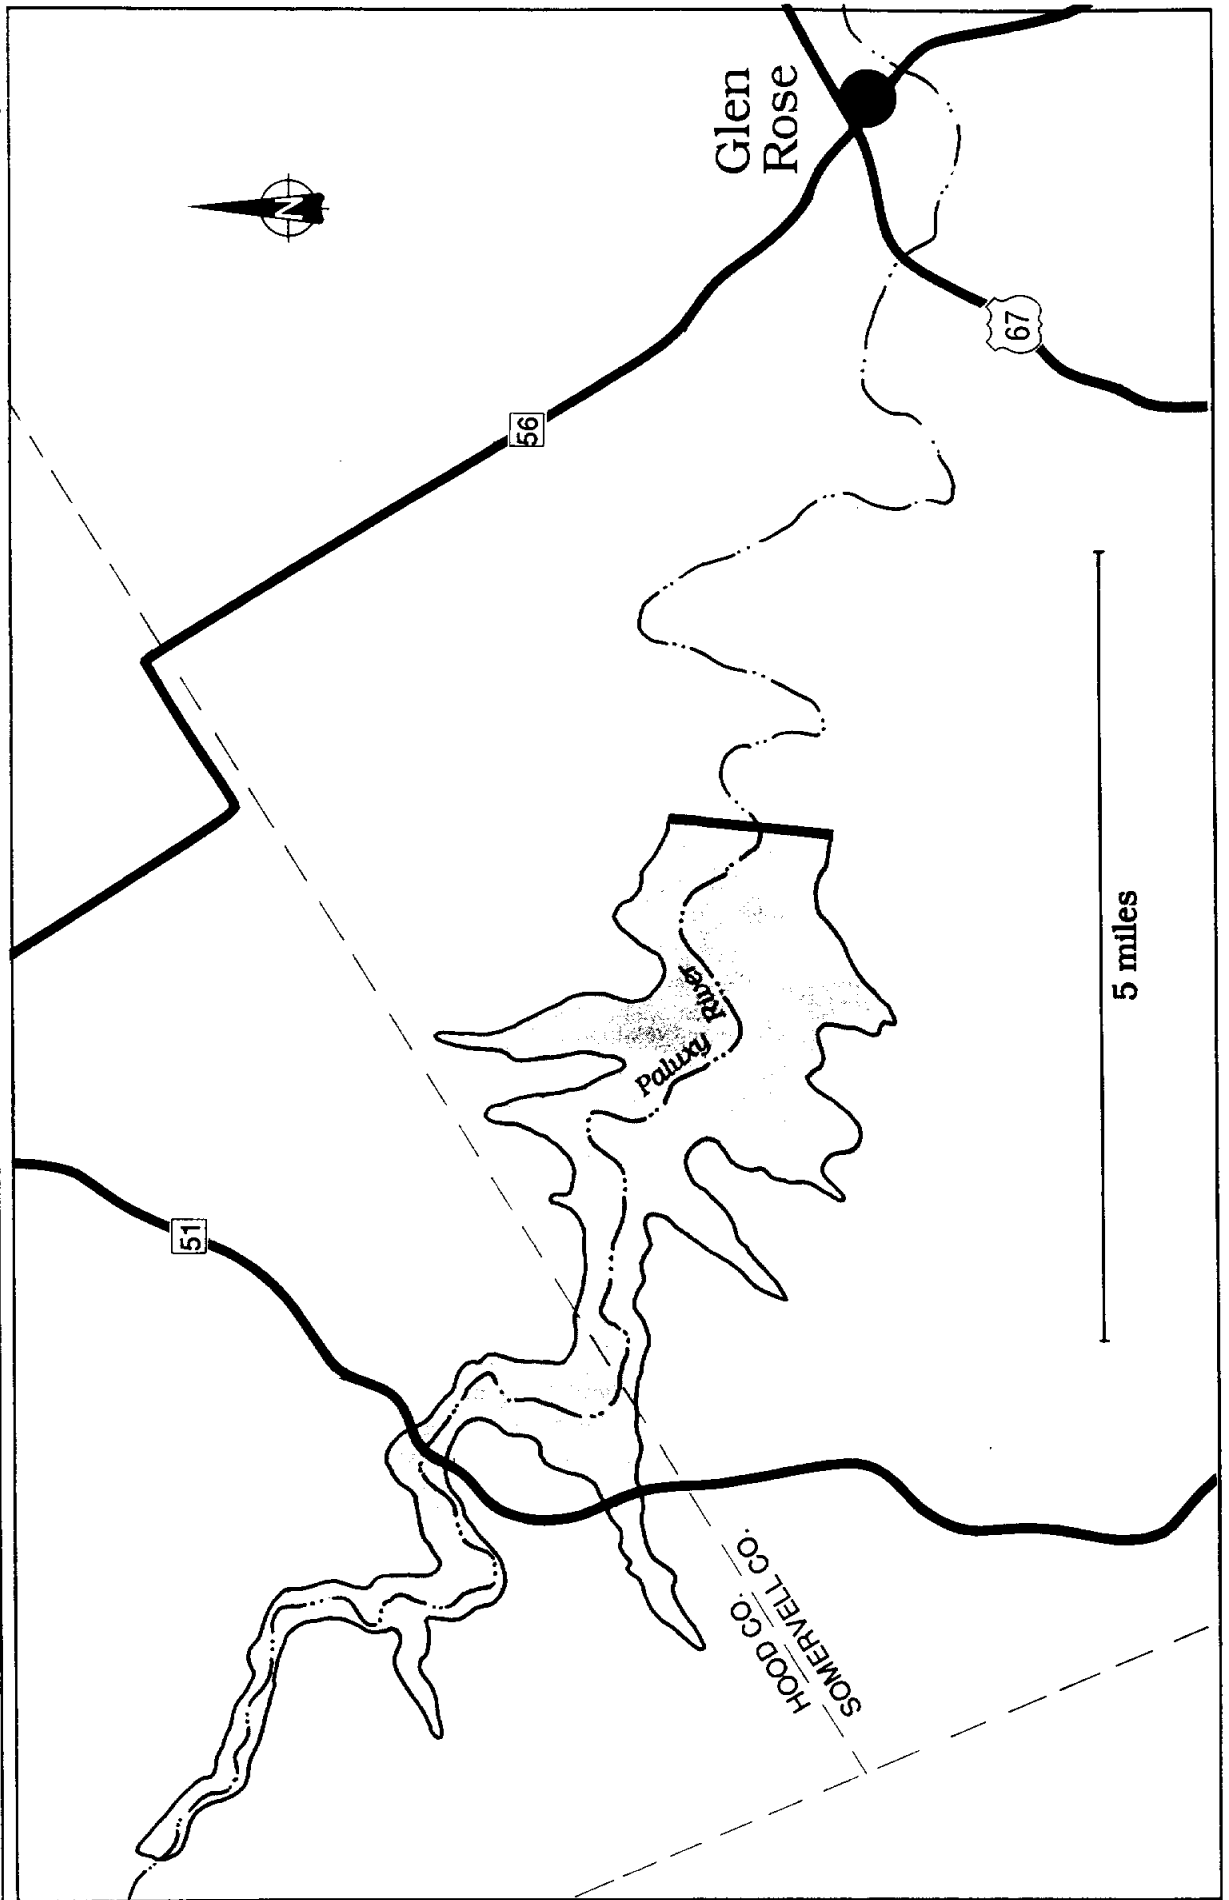 Glen
Rose
N
67
56
51
Paluxy River
HOOD CO.
SOMERVELL CO.
5 miles